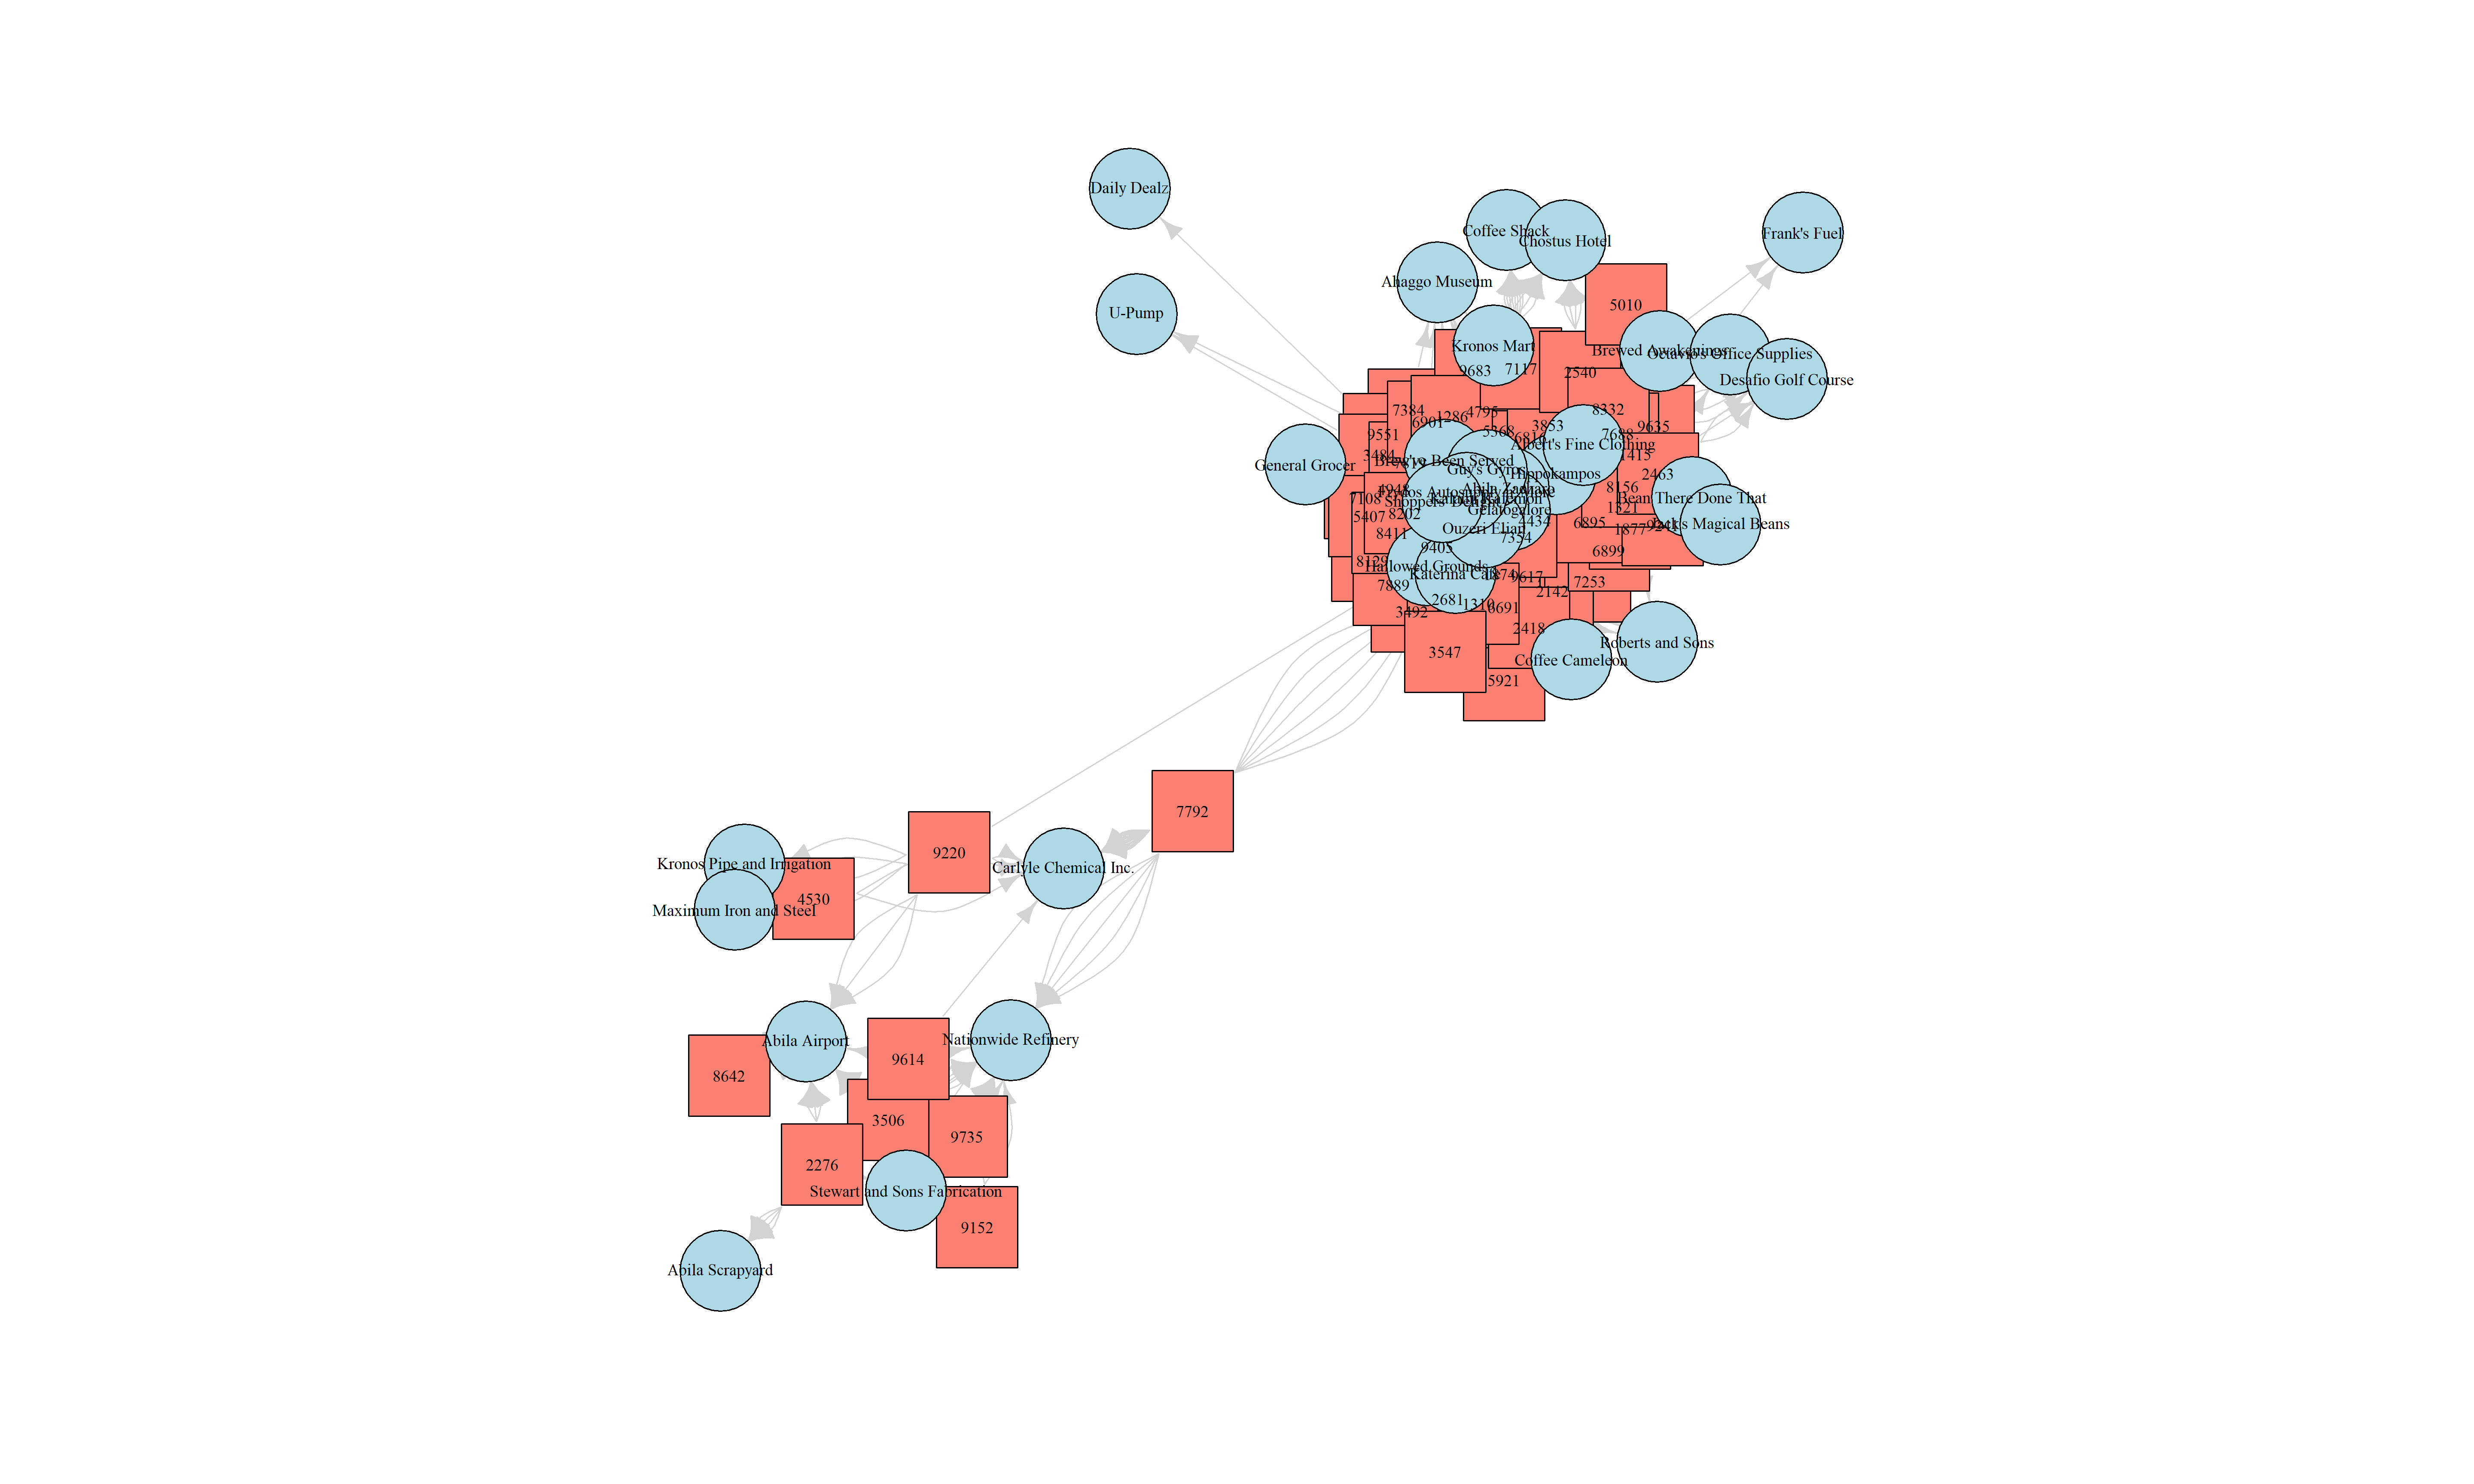 Daily Dealz
Coffee Shack
Chostus Hotel
Frank's Fuel
Ahaggo Museum
5010
U-Pump
Kronos Mart
Brewed Awakenings
Octavio's Office Supplies
9683
7117
2540
Desafio Golf Course
7384
1286
4795
8332
6901
3853
9635
5368
6816
7688
9551
Albert's Fine Clothing
3484
1415
General Grocer
Brew've Been Served
Guy's Gyros
Hippokampos
2463
4948
Abila Zacharo
8156
7108
Bean There Done That
Shoppers' Delight
1321
Gelatogalore
5407
8202
4434
6895
Jack's Magical Beans
1877
9241
Ouzeri Elian
8411
7354
9405
6899
8129
Hallowed Grounds
Katerina Cafe
9617
7889
7253
2142
2681
1310
6691
3492
2418
Roberts and Sons
3547
Coffee Cameleon
5921
7792
9220
Kronos Pipe and Irrigation
Carlyle Chemical Inc.
4530
Maximum Iron and Steel
Abila Airport
Nationwide Refinery
9614
8642
3506
9735
2276
Stewart and Sons Fabrication
9152
Abila Scrapyard